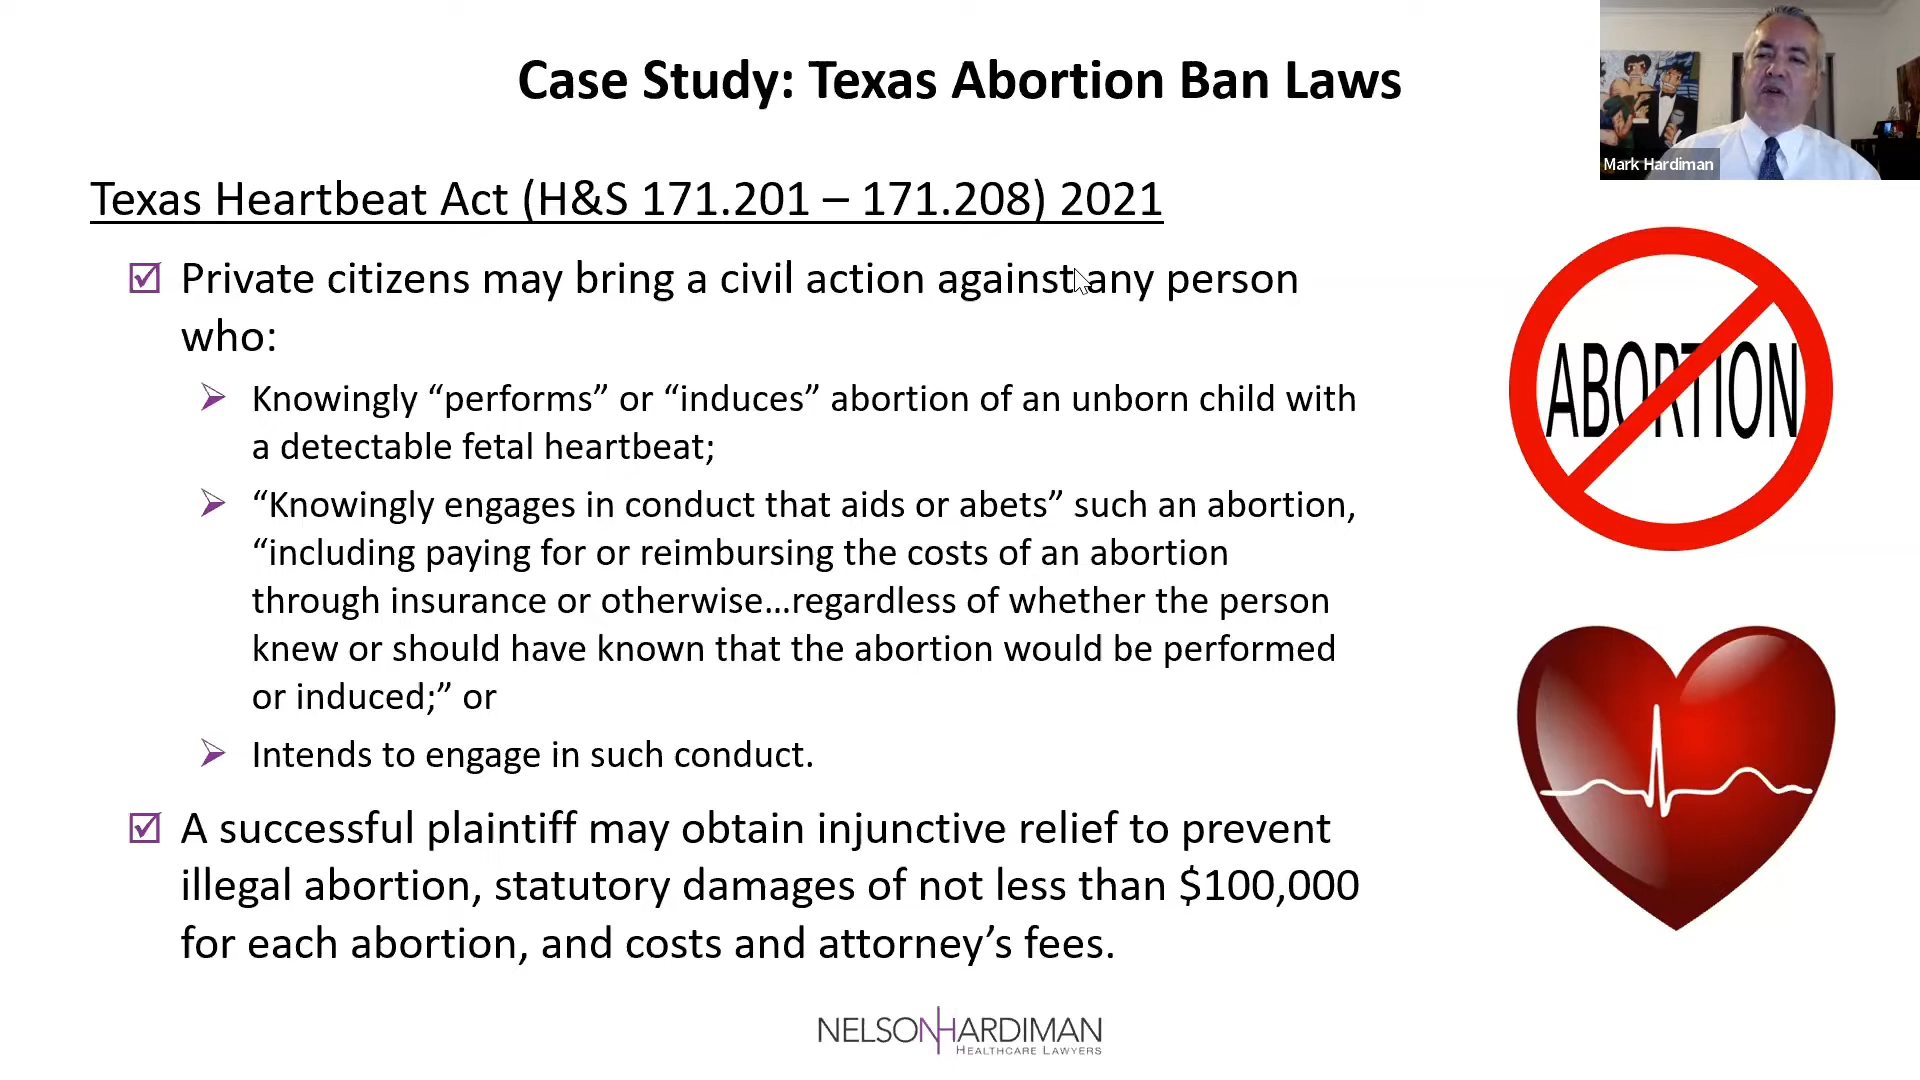 Case Study: Texas Abortion Ban Laws
Mark Hardiman
Texas Heartbeat Act (H&S 171.201 – 171.208) 2021
Private citizens may bring a civil action against any person
who:
Knowingly “performs” or “induces” abortion of an unborn child with
a detectable fetal heartbeat;
“Knowingly engages in conduct that aids or abets” such an abortion,
“including paying for or reimbursing the costs of an abortion
through insurance or otherwise…regardless of whether the person
knew or should have known that the abortion would be performed
or induced;” or
Intends to engage in such conduct.
A successful plaintiff may obtain injunctive relief to prevent
illegal abortion, statutory damages of not less than $100,000
for each abortion, and costs and attorney’s fees.
ABORTION
NELSONHARDIMAN
HEALTHCARE LAWYERS